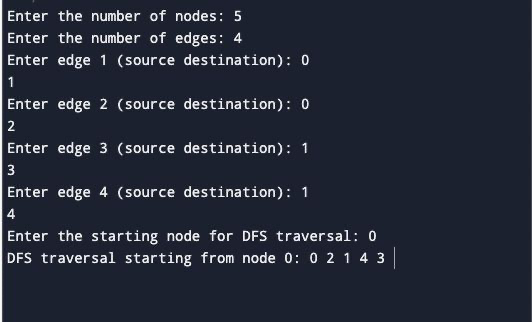 Enter the number of nodes: 5
Enter the number of edges: 4
Enter edge 1 (source destination): 0
1
Enter edge 2 (source destination): 0
2
Enter edge 3 (source destination): 1
3
Enter edge 4 (source destination): 1
4
Enter the starting node for DFS traversal: 0
DFS traversal starting from node 0: 0 2 1 4 3